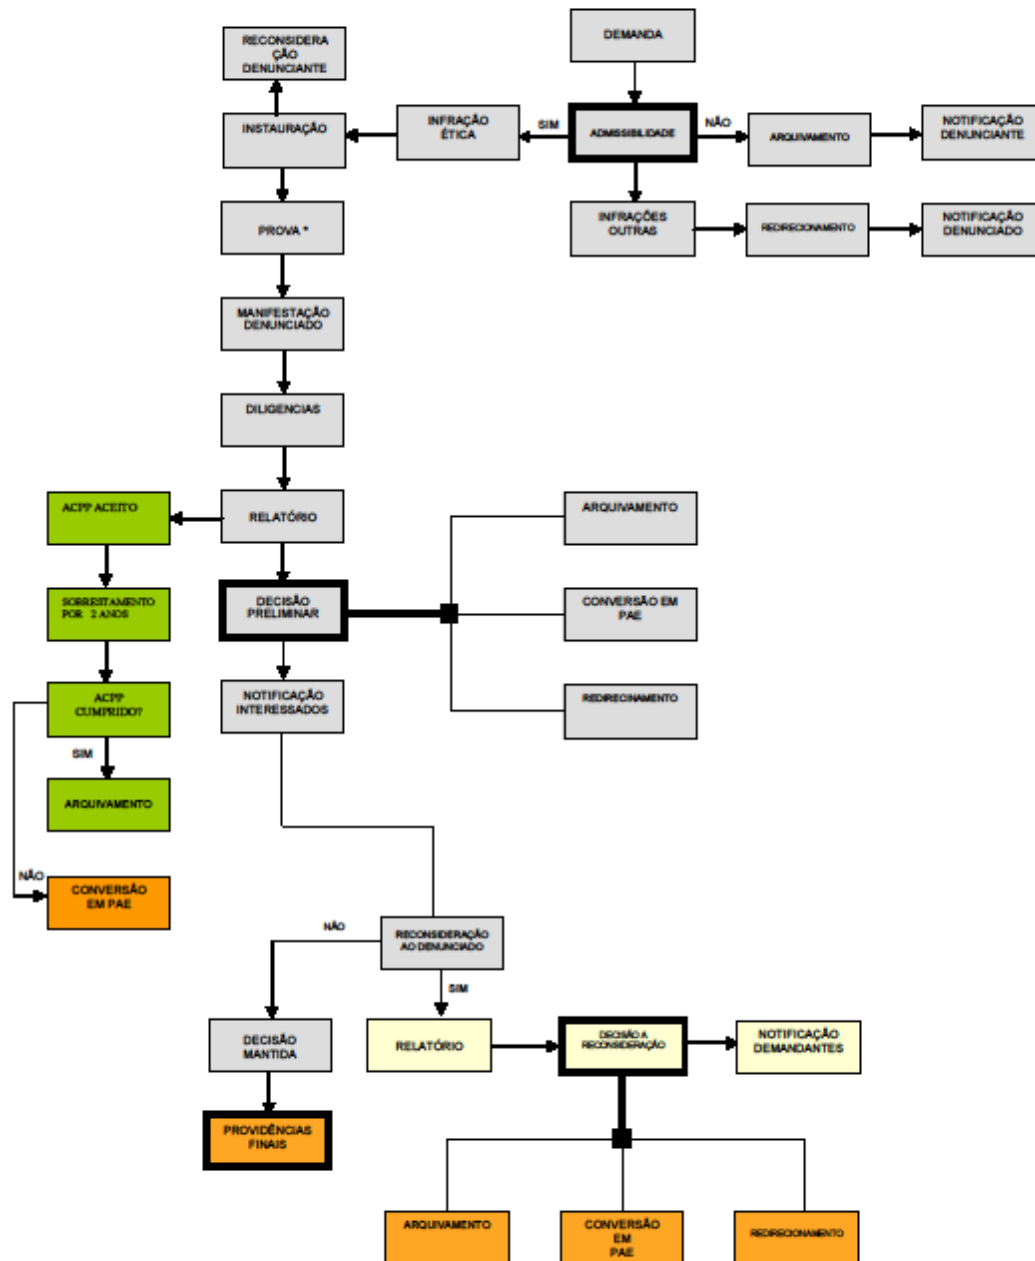 RECONSIDERA
ÇÃO
DENUNCIANTE
DEMANDA
INSTAURAÇÃO
INFRAÇÃO
ÉTICA
SIM
ADMISSIBILIDADE
NÃO
ARQUIVAMENTO
NOTIFICAÇÃO
DENUNCIANTE
PROVA *
INFRAÇÕES
OUTRAS
REDIRECIONAMENTO
NOTIFICAÇÃO
DENUNCIADO
MANIFESTAÇÃO
DENUNCIADO
DILIGENCIAS
ACPP ACEITO
RELATÓRIO
ARQUIVAMENTO
SOBRESTAMENTO
POR 2 ANOS
DECISÃO
PRELIMINAR
CONVERSÃO EM
PAE
ACPP
CUMPRIDO?
NOTIFICAÇÃO
INTERESSADOS
REDIRECINAMENTO
SIM
ARQUIVAMENTO
NÃO
CONVERSÃO
EM PAE
NÃO
RECONSIDERAÇÃO
AO DENUNCIADO
SIM
DECISÃO
MANTIDA
RELATÓRIO
DECISÃO A
RECONSIDERAÇÃO
NOTIFICAÇÃO
DEMANDANTES
PROVIDÊNCIAS
FINAIS
ARQUIVAMENTO
CONVERSÃO
EM
PAE
REDIRECIONAMENTO